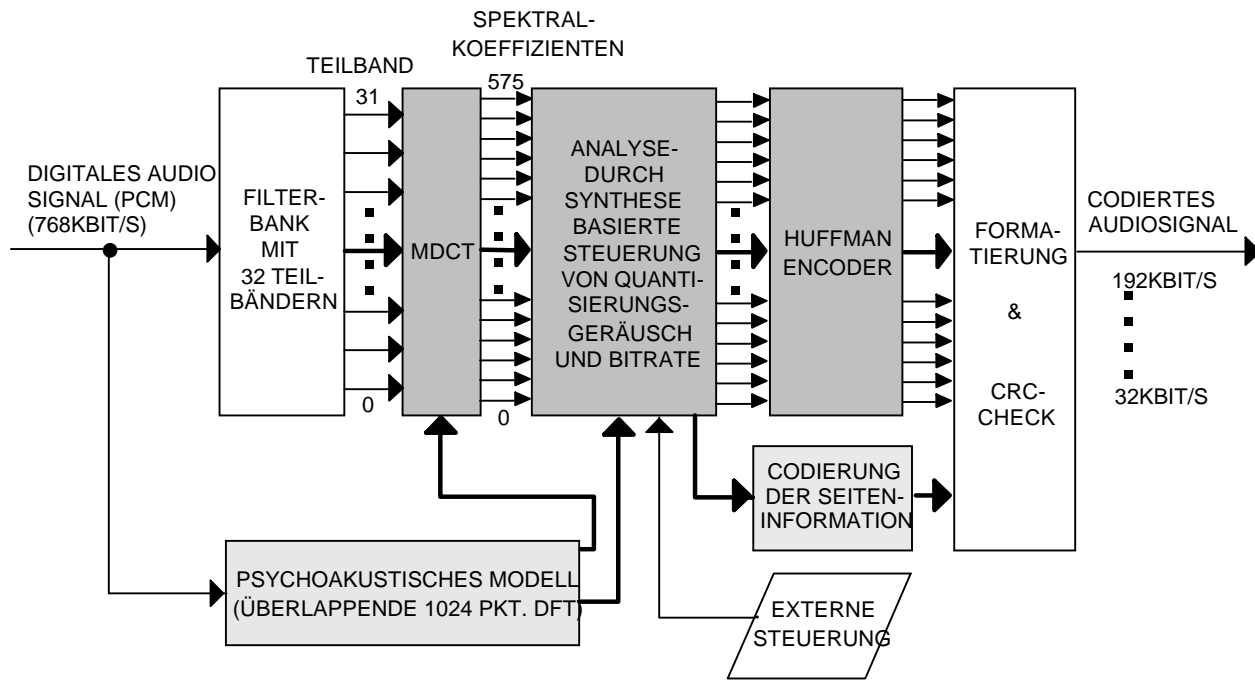 SPEKTRAL-
KOEFFIZIENTEN
TEILBAND
31
575
DIGITALES AUDIO
SIGNAL (PCM)
(768KBIT/S)
FILTER-
BANK
MIT
32 TEIL-
BÄNDERN
0
MDCT
0
ANALYSE-
DURCH
SYNTHESE
BASIERTE
STEUERUNG
VON QUANTI-
SIERUNGS-
GERÄUSCH
UND BITRATE
HUFFMAN
ENCODER
FORMA-
TIERUNG
&
CRC-
CHECK
CODIERTES
AUDIOSIGNAL
192KBIT/S
32KBIT/S
CODIERUNG
DER SEITEN-
INFORMATION
PSYCHOAKUSTISCHES MODELL
(ÜBERLAPPENDE 1024 PKT. DFT)
EXTERNE
STEUERUNG